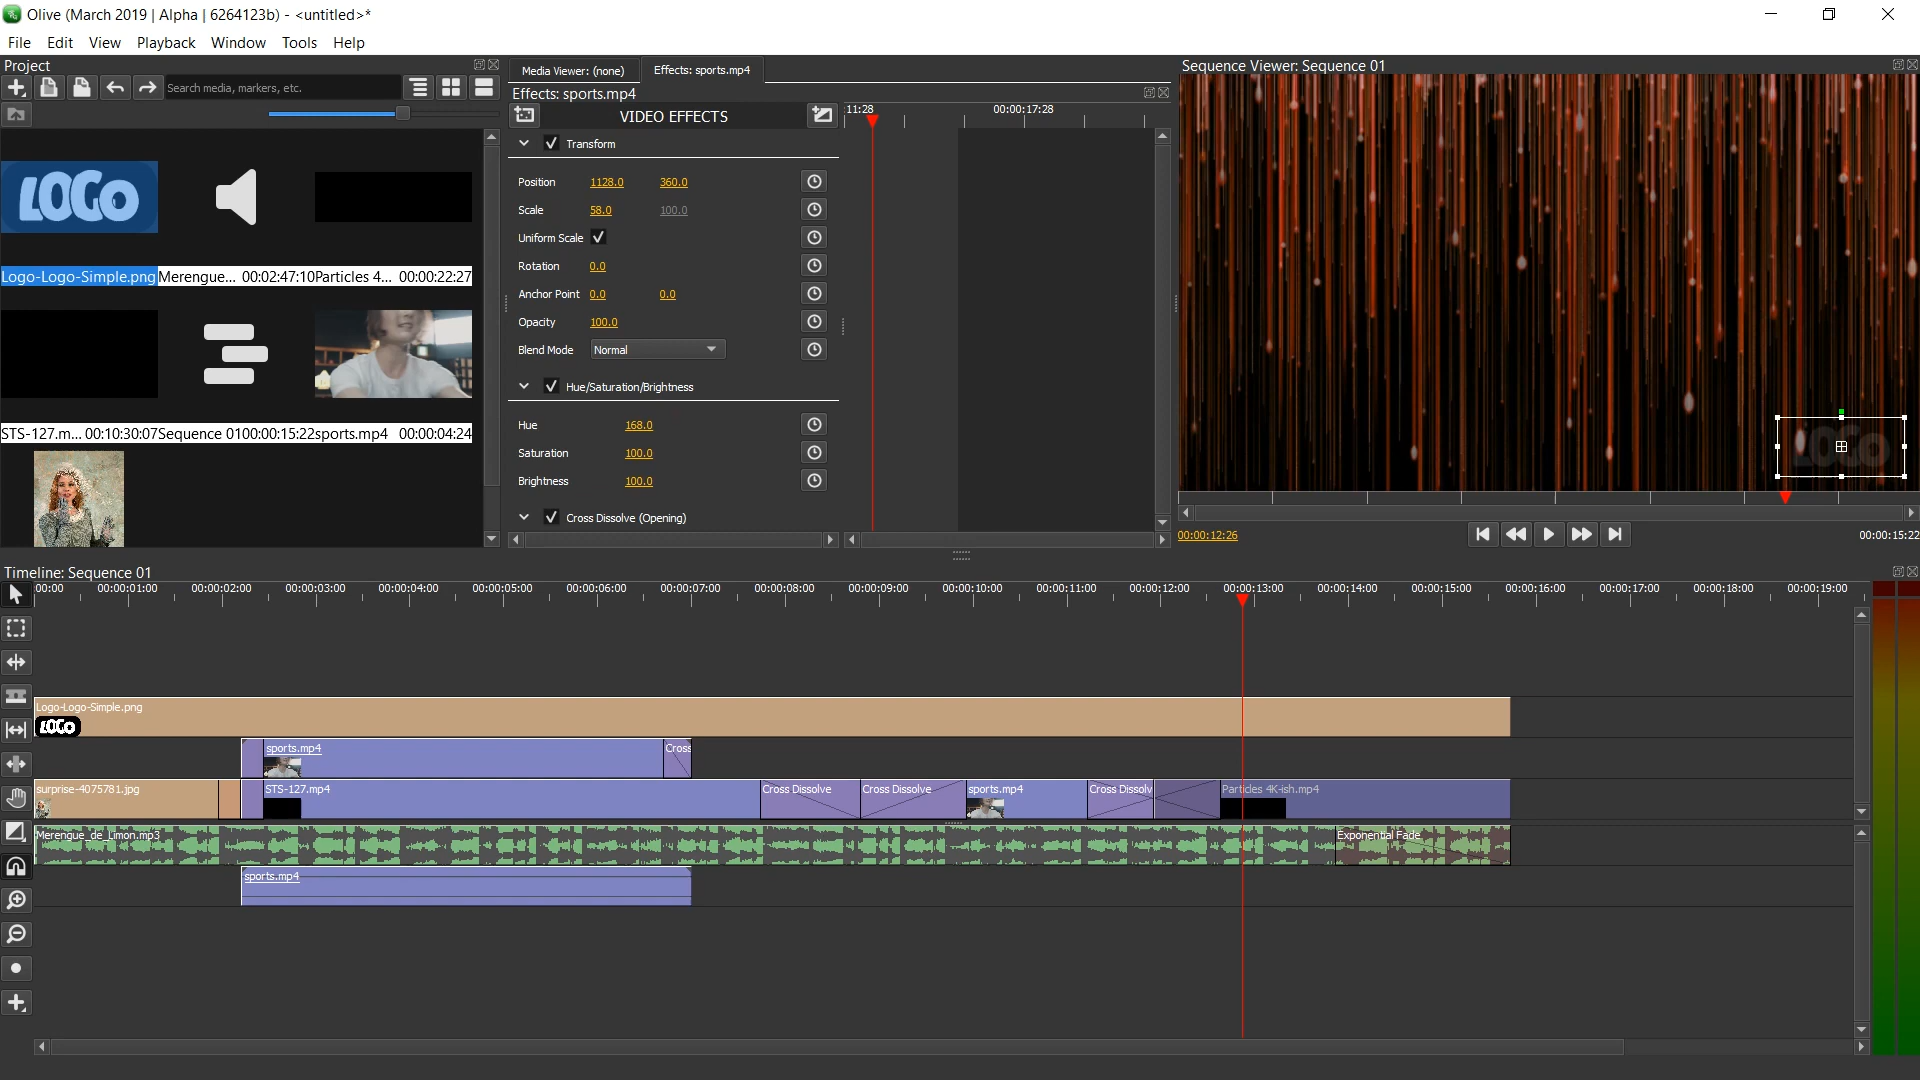 Olive (March 2019 | Alpha | 6264123b) - <untitled>*
File Edit View Playback Window Tools Help
Project
Search media, markers, etc.
LOGO
Logo-Logo-Simple.png Merengue... 00:02:47:10 Particles 4... 00:00:22:27
STS-127.m... 00:10:30:07 Sequence 01 00:00:15:22 sports.mp4 00:00:04:24
Media Viewer: (none) Effects: sports.mp4
Effects: sports.mp4
VIDEO EFFECTS
11:28 00:00:17:28
Transform
Position 1128.0 360.0
Scale 58.0 100.0
Uniform Scale
Rotation 0.0
Anchor Point 0.0 0.0
Opacity 100.0
Blend Mode Normal
Hue/Saturation/Brightness
Hue 168.0
Saturation 100.0
Brightness 100.0
Cross Dissolve (Opening)
Sequence Viewer: Sequence 01
LOGO
00:00:12:26 00:00:15:22
Timeline: Sequence 01
00:00 00:00:01:00 00:00:02:00 00:00:03:00 00:00:04:00 00:00:05:00 00:00:06:00 00:00:07:00 00:00:08:00 00:00:09:00 00:00:10:00 00:00:11:00 00:00:12:00 00:00:13:00 00:00:14:00 00:00:15:00 00:00:16:00 00:00:17:00 00:00:18:00 00:00:19:00
Logo-Logo-Simple.png
LOGO
sports.mp4 Cross
surprise-4075781.jpg STS-127.mp4 Cross Dissolve Cross Dissolve sports.mp4 Cross Dissolv Particles 4K-ish.mp4
Merengue_de_Limon.mp3 Exponential Fade
sports.mp4